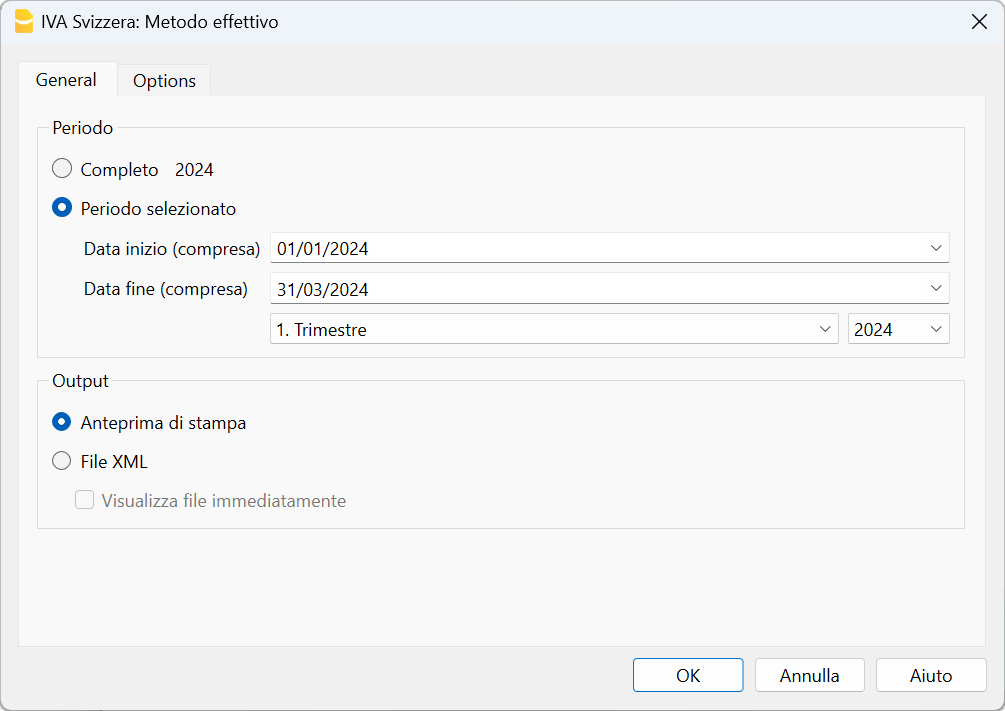 IVA Svizzera: Metodo effettivo
General Options
Periodo
Completo 2024
Periodo selezionato
Data inizio (compresa) 01/01/2024
Data fine (compresa) 31/03/2024
1. Trimestre 2024
Output
Anteprima di stampa
File XML
Visualizza file immediatamente
OK Annulla Aiuto